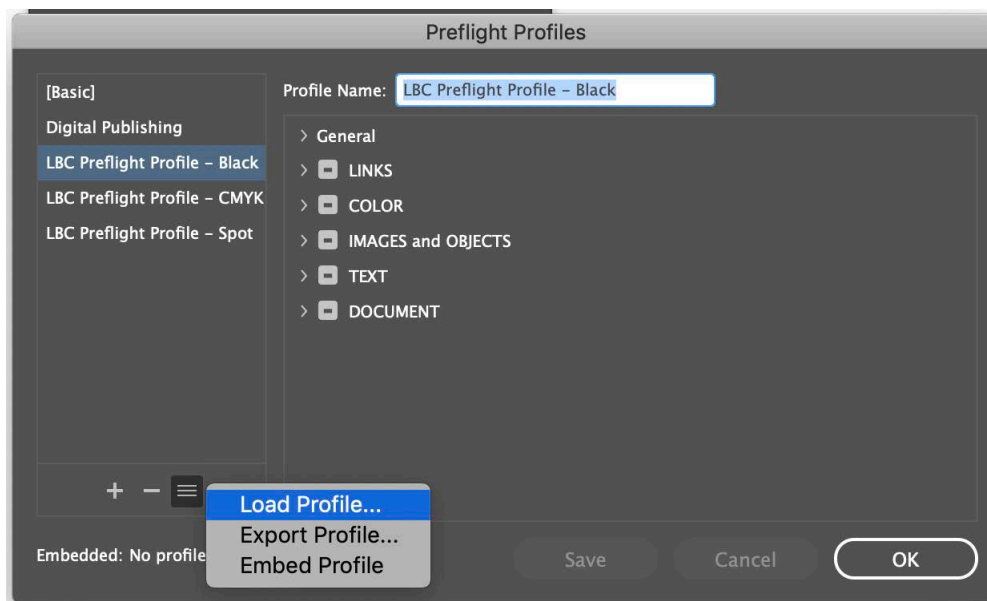 Preflight Profiles
[Basic]
Digital Publishing
LBC Preflight Profile – Black
LBC Preflight Profile – CMYK
LBC Preflight Profile – Spot
Profile Name: LBC Preflight Profile – Black
General
LINKS
COLOR
IMAGES and OBJECTS
TEXT
DOCUMENT
Load Profile...
Export Profile...
Embed Profile
Embedded: No profile
Save
Cancel
OK